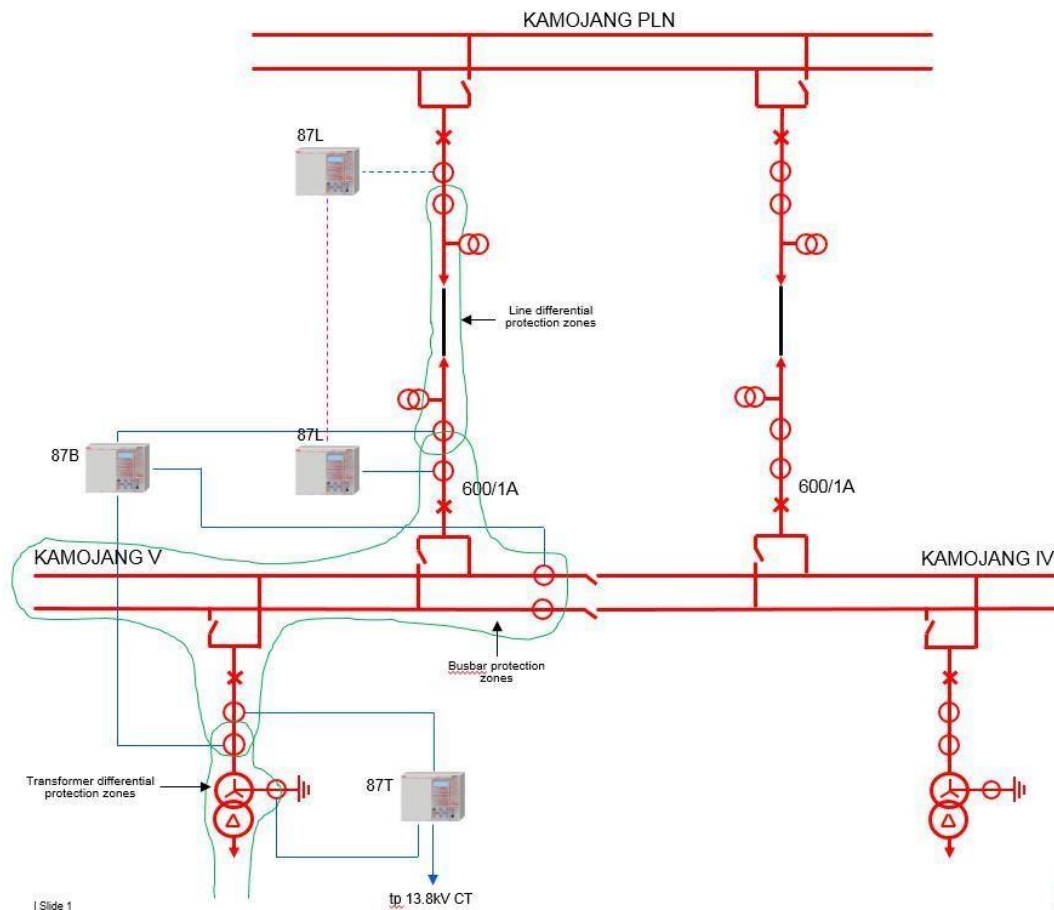 KAMOJANG PLN
87L
Line differential
protection zones
87L
87B
600/1A
600/1A
KAMOJANG V
KAMOJANG IV
Busbar protection
zones
Transformer differential
protection zones
87T
tp 13.8kV CT
| Slide 1